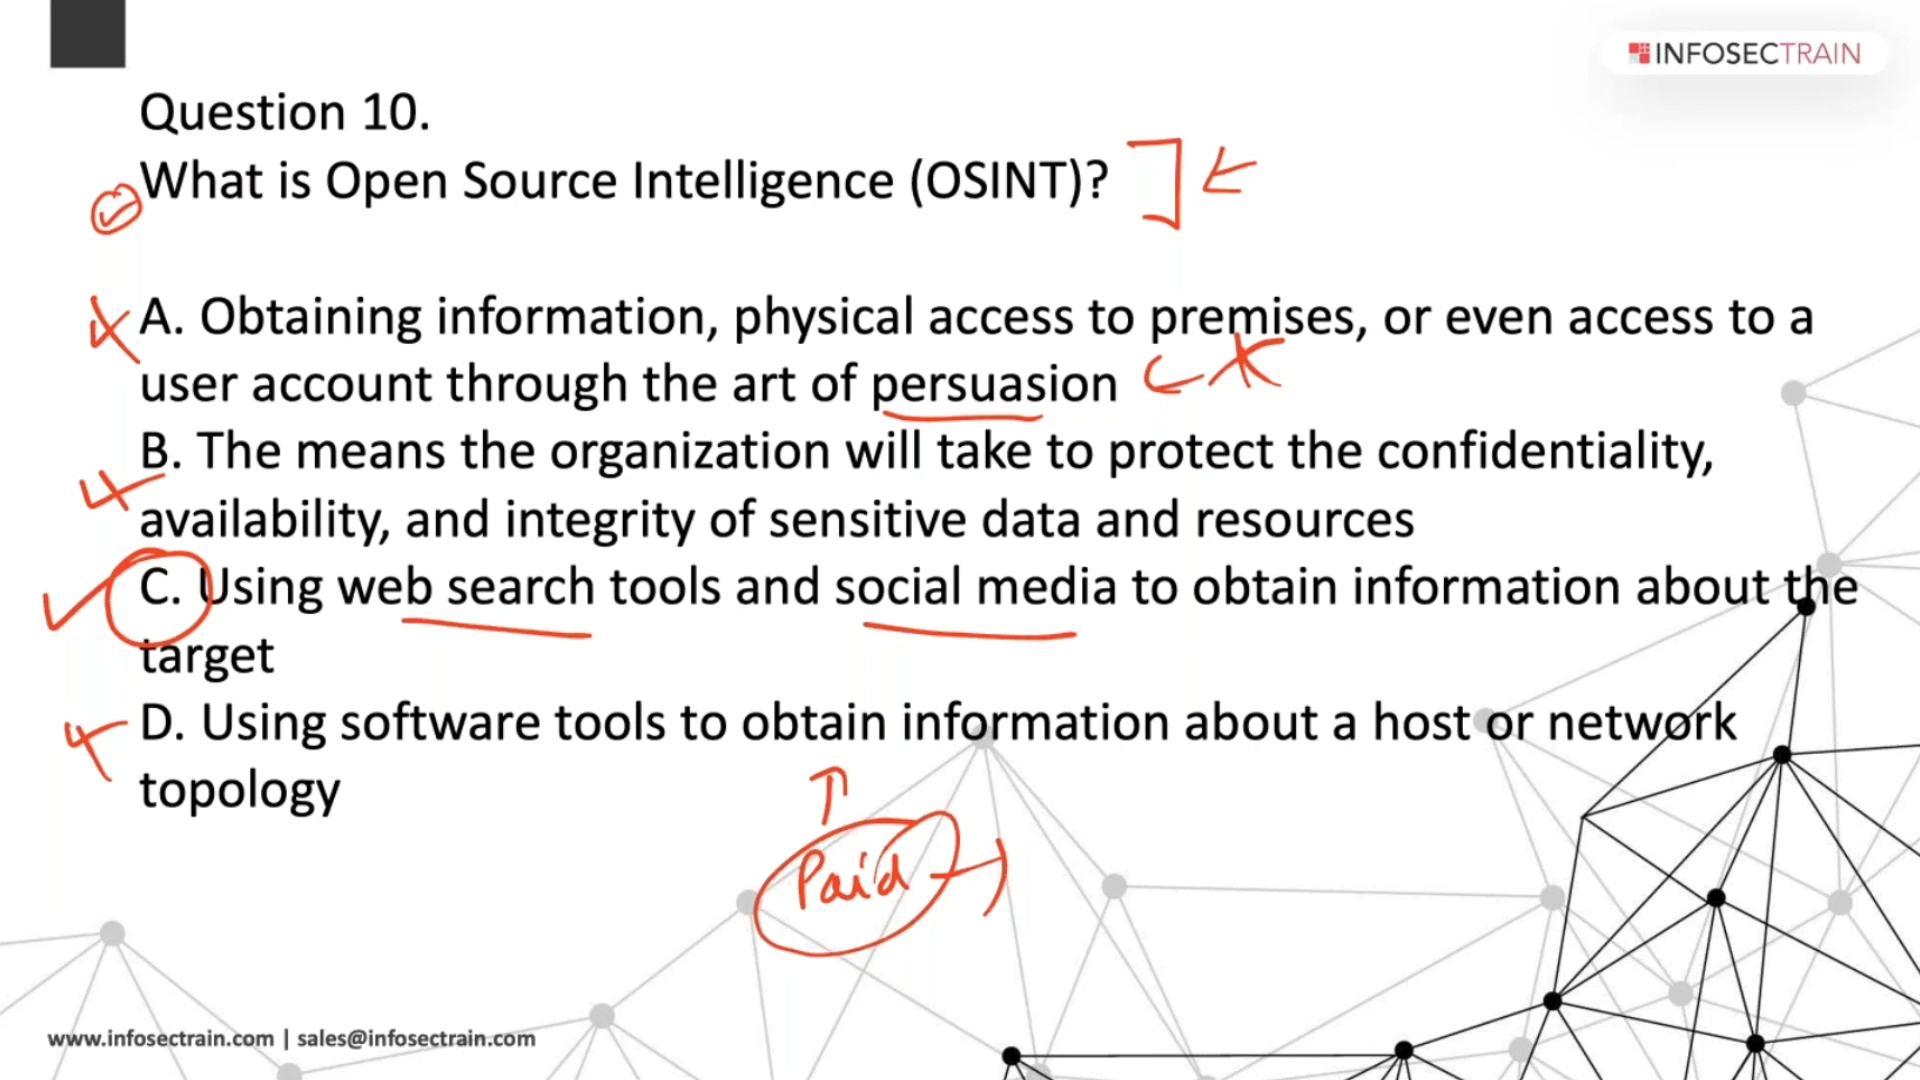 INFOSECTRAIN
Question 10.
What is Open Source Intelligence (OSINT)?
A. Obtaining information, physical access to premises, or even access to a
user account through the art of persuasion
B. The means the organization will take to protect the confidentiality,
availability, and integrity of sensitive data and resources
C. Using web search tools and social media to obtain information about the
target
D. Using software tools to obtain information about a host or network
topology
Paid
www.infosectrain.com | sales@infosectrain.com